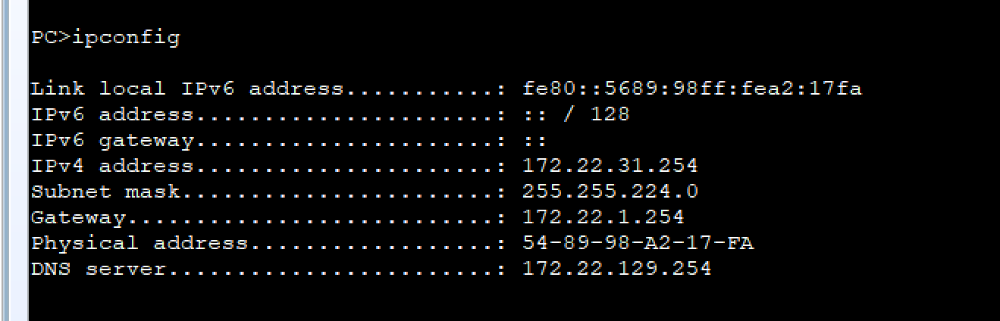 PC>ipconfig
Link local IPv6 address...........: fe80::5689:98ff:fea2:17fa
IPv6 address......................: :: / 128
IPv6 gateway......................: ::
IPv4 address......................: 172.22.31.254
Subnet mask.......................: 255.255.224.0
Gateway...........................: 172.22.1.254
Physical address..................: 54-89-98-A2-17-FA
DNS server........................: 172.22.129.254